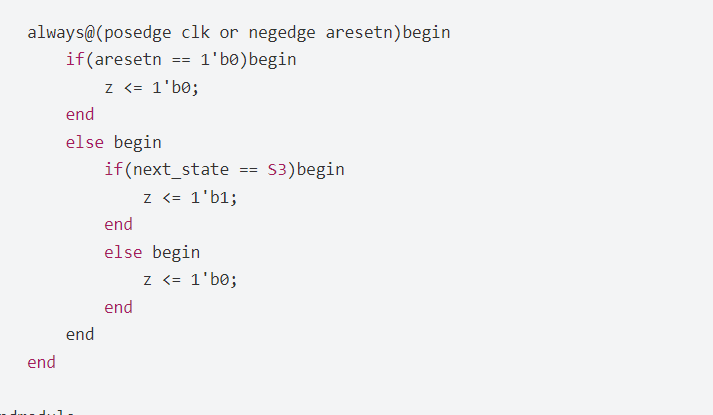 always@(posedge clk or negedge aresetn)begin
    if(aresetn == 1'b0)begin
        z <= 1'b0;
    end
    else begin
        if(next_state == S3)begin
            z <= 1'b1;
        end
        else begin
            z <= 1'b0;
        end
    end
end